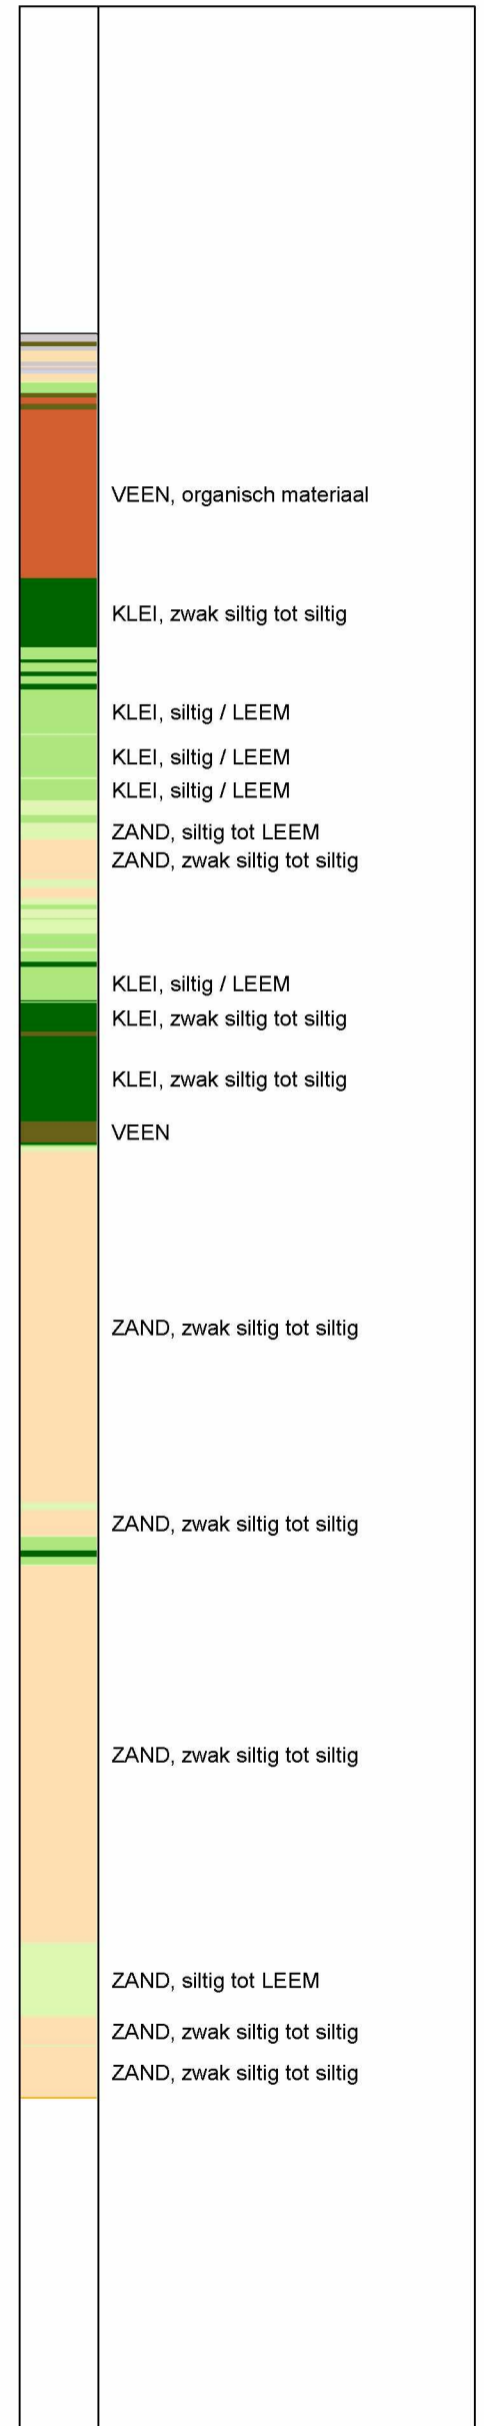 VEEN, organisch materiaal
KLEI, zwak siltig tot siltig
KLEI, siltig / LEEM
KLEI, siltig / LEEM
KLEI, siltig / LEEM
ZAND, siltig tot LEEM
ZAND, zwak siltig tot siltig
KLEI, siltig / LEEM
KLEI, zwak siltig tot siltig
KLEI, zwak siltig tot siltig
VEEN
ZAND, zwak siltig tot siltig
ZAND, zwak siltig tot siltig
ZAND, zwak siltig tot siltig
ZAND, siltig tot LEEM
ZAND, zwak siltig tot siltig
ZAND, zwak siltig tot siltig